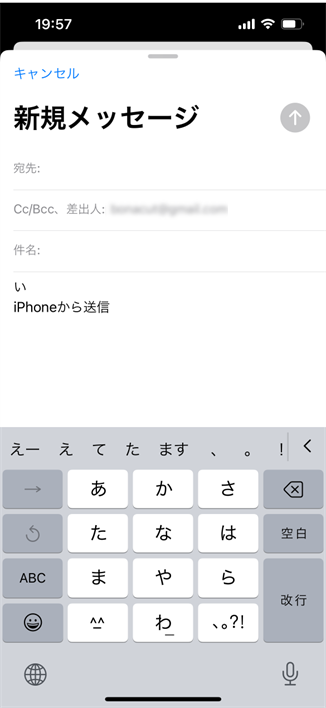 19:57
キャンセル
新規メッセージ
宛先:
Cc/Bcc、差出人:
件名:
い
iPhoneから送信
えー え て た ます 、 。 !
→ あ か さ
た な は 空白
ABC ま や ら 改行
^_^ わ_ 、。?!